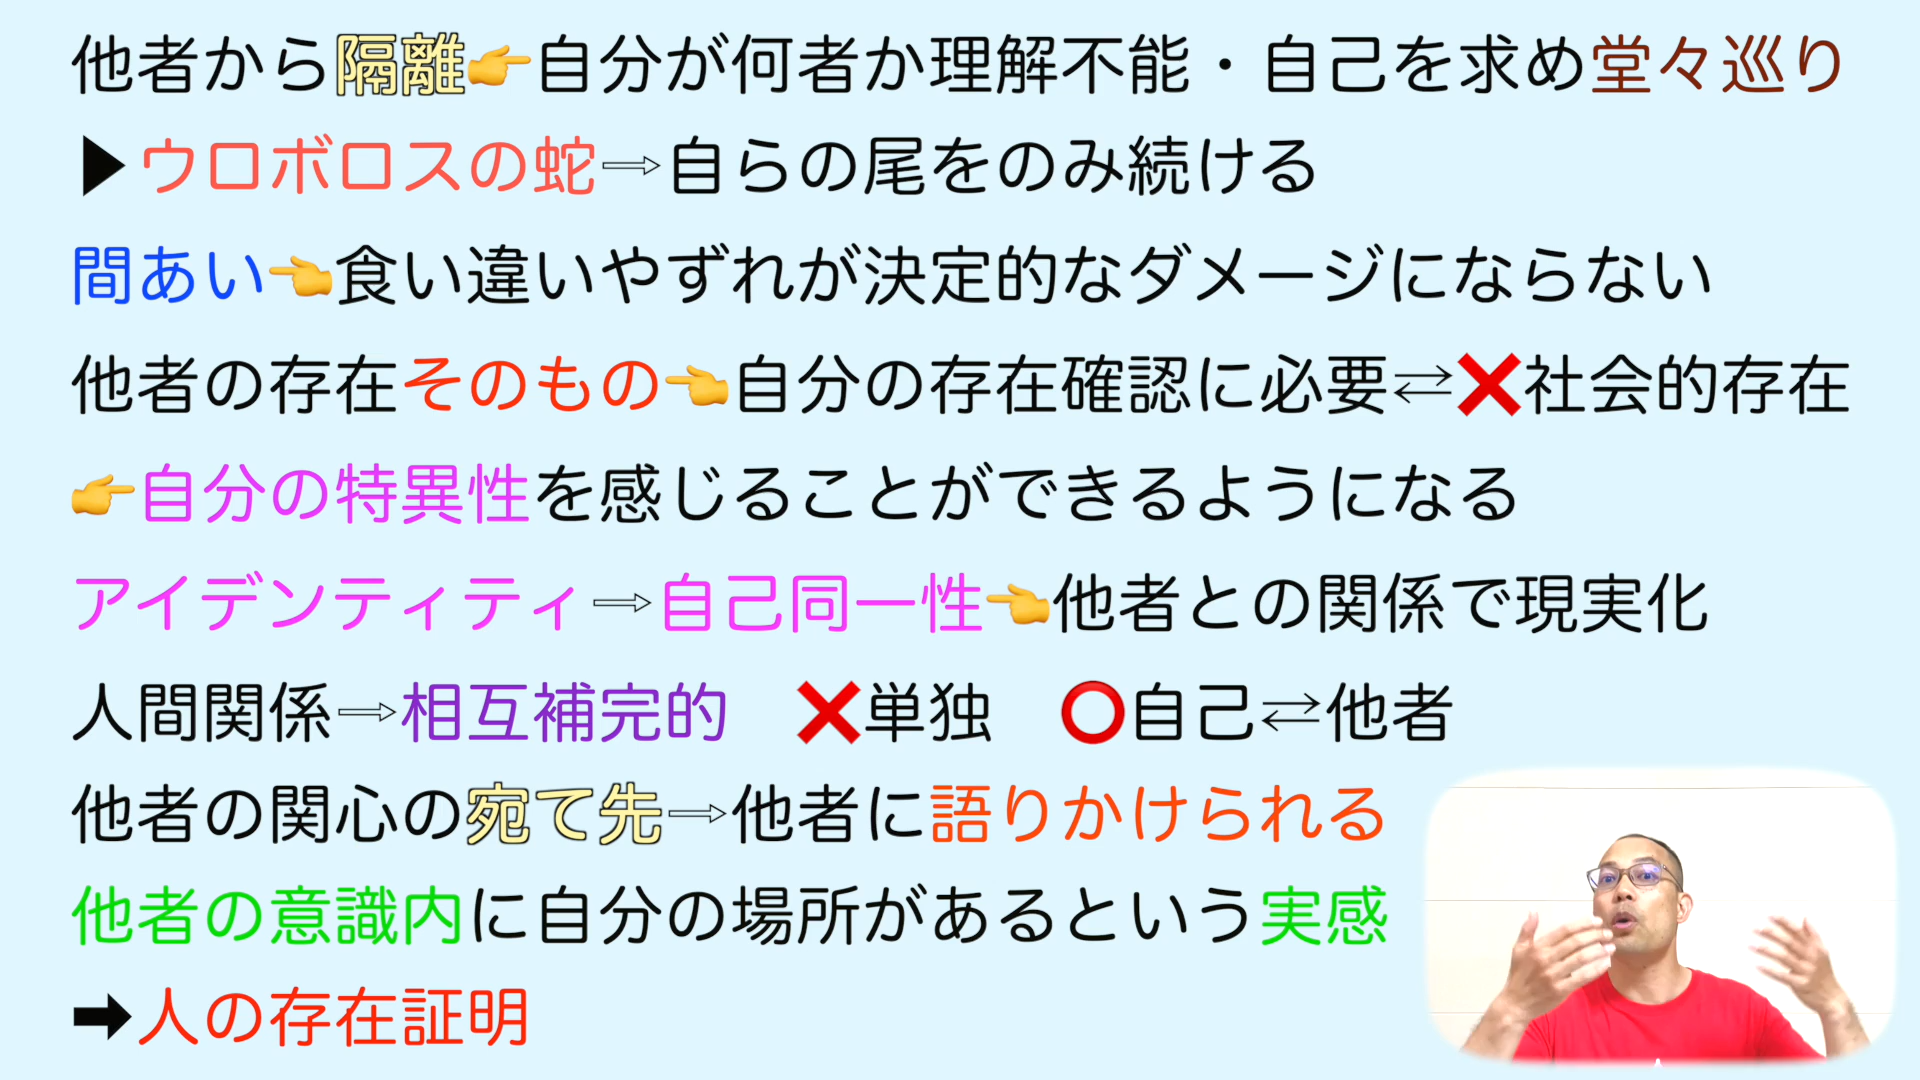 他者から隔離👉自分が何者か理解不能・自己を求め堂々巡り
▶ウロボロスの蛇⇨自らの尾をのみ続ける
間あい👈食い違いやずれが決定的なダメージにならない
他者の存在そのもの👈自分の存在確認に必要⇄❌社会的存在
👉自分の特異性を感じることができるようになる
アイデンティティ⇨自己同一性👈他者との関係で現実化
人間関係⇨相互補完的　❌単独　⭕自己⇄他者
他者の関心の宛て先⇨他者に語りかけられる
他者の意識内に自分の場所があるという実感
➡人の存在証明